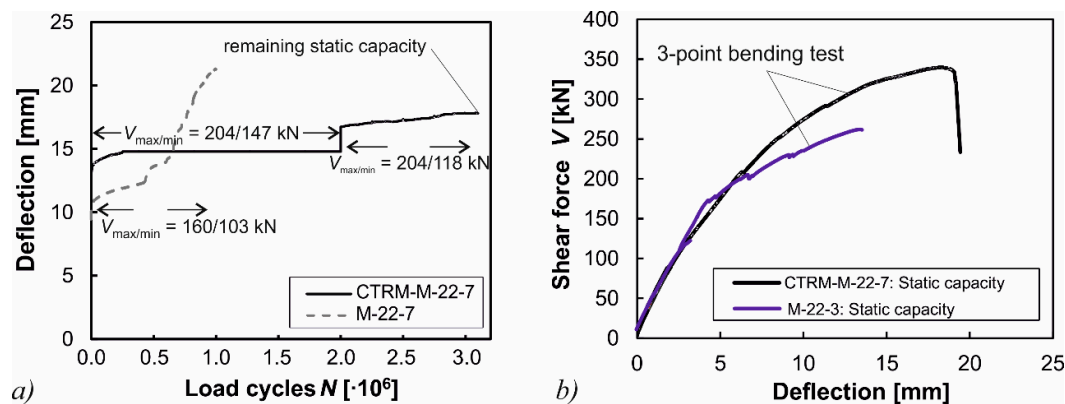 25
20
15
10
5
0
Deflection [mm]
remaining static capacity
Vmax/min = 204/147 kN
Vmax/min = 204/118 kN
Vmax/min = 160/103 kN
CTRM-M-22-7
M-22-7
0.0 0.5 1.0 1.5 2.0 2.5 3.0
Load cycles N [·10⁶]
a)
400
350
300
250
200
150
100
50
0
Shear force V [kN]
3-point bending test
CTRM-M-22-7: Static capacity
M-22-3: Static capacity
0 5 10 15 20 25
Deflection [mm]
b)